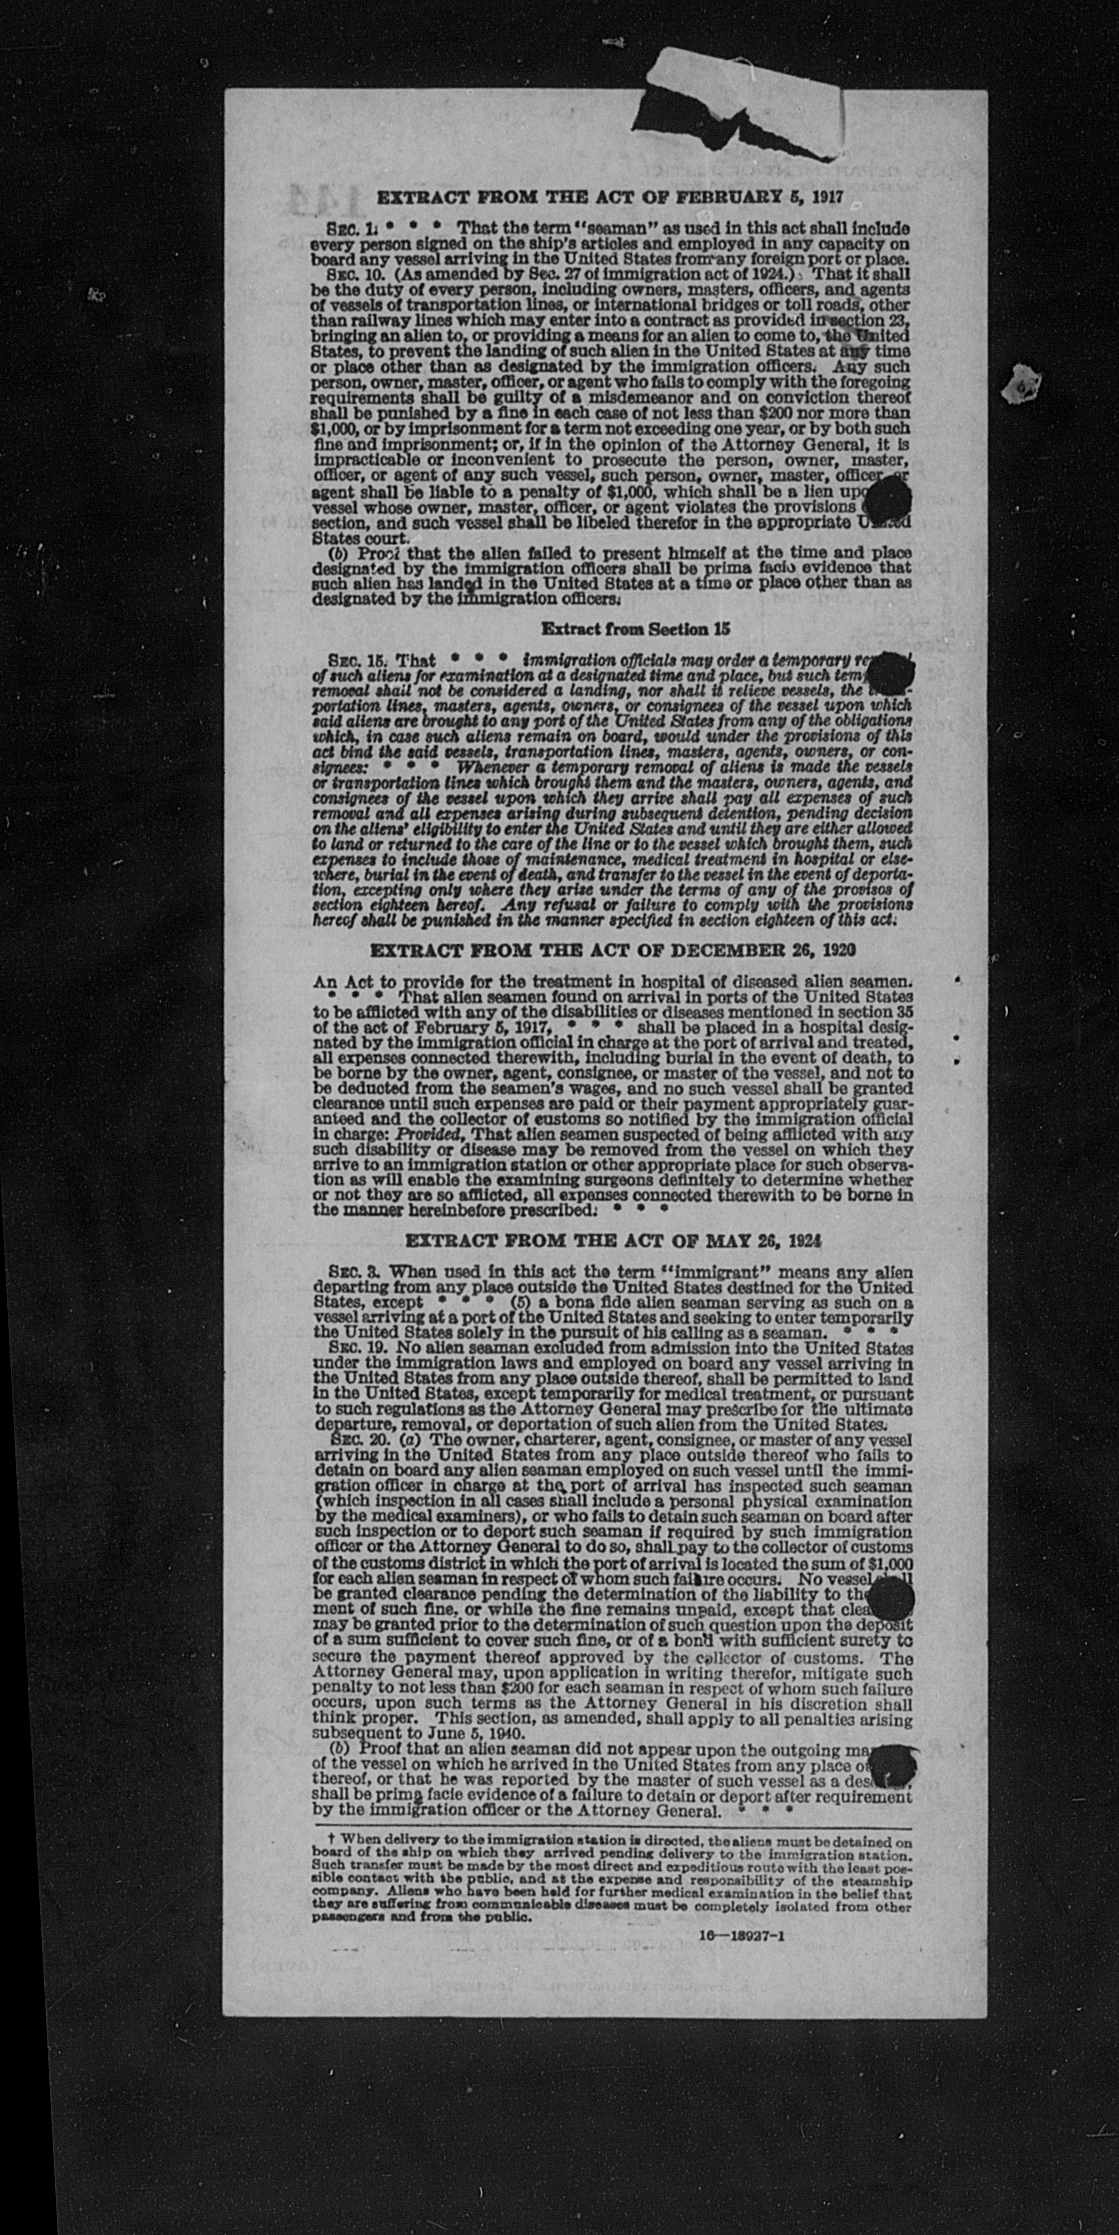 EXTRACT FROM THE ACT OF FEBRUARY 5, 1917
SEC. 1. * * * That the term "seaman" as used in this act shall include
every person signed on the ship's articles and employed in any capacity on
board any vessel arriving in the United States from any foreign port or place.
SEC. 10. (As amended by Sec. 27 of immigration act of 1924.) That it shall
be the duty of every person, including owners, masters, officers, and agents
of vessels of transportation lines, or international bridges or toll roads, other
than railway lines which may enter into a contract as provided in section 23,
bringing an alien to, or providing a means for an alien to come to, the United
States, to prevent the landing of such alien in the United States at any time
or place other than as designated by the immigration officers. Any such
person, owner, master, officer, or agent who fails to comply with the foregoing
requirements shall be guilty of a misdemeanor and on conviction thereof
shall be punished by a fine in each case of not less than $200 nor more than
$1,000, or by imprisonment for a term not exceeding one year, or by both such
fine and imprisonment; or, if in the opinion of the Attorney General, it is
impracticable or inconvenient to prosecute the person, owner, master,
officer, or agent of any such vessel, such person, owner, master, officer, or
agent shall be liable to a penalty of $1,000, which shall be a lien
vessel whose owner, master, officer, or agent violates the provisions
section, and such vessel shall be libeled therefor in the appropriate United
States court.
(b) Proof that the alien failed to present himself at the time and place
designated by the immigration officers shall be prima facie evidence that
such alien has landed in the United States at a time or place other than as
designated by the immigration officers.
Extract from Section 15
SEC. 15. That * * * immigration officials may order a temporary
of such aliens for examination at a designated time and place, but such
removal shall not be considered a landing, nor shall it relieve vessels, the
portation lines, masters, agents, owners, or consignees of the vessel upon which
said aliens are brought to any port of the United States from any of the obligations
which, in case such aliens remain on board, would under the provisions of this
act bind the said vessels, transportation lines, masters, agents, owners, or con-
signees: * * * Whenever a temporary removal of aliens is made the vessels
or transportation lines which brought them and the masters, owners, agents, and
consignees of the vessel upon which they arrive shall pay all expenses of such
removal and all expenses arising during subsequent detention, pending decision
on the aliens' eligibility to enter the United States and until they are either allowed
to land or returned to the care of the line or to the vessel which brought them, such
expenses to include those of maintenance, medical treatment in hospital or else-
where, burial in the event of death, and transfer to the vessel in the event of deporta-
tion, excepting only where they arise under the terms of any of the provisos of
section eighteen hereof. Any refusal or failure to comply with the provisions
hereof shall be punished in the manner specified in section eighteen of this act.
EXTRACT FROM THE ACT OF DECEMBER 26, 1920
An Act to provide for the treatment in hospital of diseased alien seamen.
* * * That alien seamen found on arrival in ports of the United States
to be afflicted with any of the disabilities or diseases mentioned in section 35
of the act of February 5, 1917, * * * shall be placed in a hospital desig-
nated by the immigration official in charge at the port of arrival and treated,
all expenses connected therewith, including burial in the event of death, to
be borne by the owner, agent, consignee, or master of the vessel, and not to
be deducted from the seamen's wages, and no such vessel shall be granted
clearance until such expenses are paid or their payment appropriately guar-
anteed and the collector of customs so notified by the immigration official
in charge: Provided, That alien seamen suspected of being afflicted with any
such disability or disease may be removed from the vessel on which they
arrive to an immigration station or other appropriate place for such observa-
tion as will enable the examining surgeons definitely to determine whether
or not they are so afflicted, all expenses connected therewith to be borne in
the manner hereinbefore prescribed: * * *
EXTRACT FROM THE ACT OF MAY 26, 1924
SEC. 3. When used in this act the term "immigrant" means any alien
departing from any place outside the United States destined for the United
States, except * * * (5) a bona fide alien seaman serving as such on a
vessel arriving at a port of the United States and seeking to enter temporarily
the United States solely in the pursuit of his calling as a seaman. * * *
SEC. 19. No alien seaman excluded from admission into the United States
under the immigration laws and employed on board any vessel arriving in
the United States from any place outside thereof, shall be permitted to land
in the United States, except temporarily for medical treatment, or pursuant
to such regulations as the Attorney General may prescribe for the ultimate
departure, removal, or deportation of such alien from the United States.
SEC. 20. (a) The owner, charterer, agent, consignee, or master of any vessel
arriving in the United States from any place outside thereof who fails to
detain on board any alien seaman employed on such vessel until the immi-
gration officer in charge at the port of arrival has inspected such seaman
(which inspection in all cases shall include a personal physical examination
by the medical examiners), or who fails to detain such seaman on board after
such inspection or to deport such seaman if required by such immigration
officer or the Attorney General to do so, shall pay to the collector of customs
of the customs district in which the port of arrival is located the sum of $1,000
for each alien seaman in respect of whom such failure occurs. No vessel shall
be granted clearance pending the determination of the liability to the
ment of such fine, or while the fine remains unpaid, except that
may be granted prior to the determination of such question upon the deposit
of a sum sufficient to cover such fine, or of a bond with sufficient surety to
secure the payment thereof approved by the collector of customs. The
Attorney General may, upon application in writing therefor, mitigate such
penalty to not less than $200 for each seaman in respect of whom such failure
occurs, upon such terms as the Attorney General in his discretion shall
think proper. This section, as amended, shall apply to all penalties arising
subsequent to June 5, 1940.
(b) Proof that an alien seaman did not appear upon the outgoing
of the vessel on which he arrived in the United States from any place
thereof, or that he was reported by the master of such vessel as a
shall be prima facie evidence of a failure to detain or deport after requirement
by the immigration officer or the Attorney General. * * *
† When delivery to the immigration station is directed, the aliens must be detained on
board of the ship on which they arrived pending delivery to the immigration station.
Such transfer must be made by the most direct and expeditious route with the least pos-
sible contact with the public, and at the expense and responsibility of the steamship
company. Aliens who have been held for further medical examination in the belief that
they are suffering from communicable diseases must be completely isolated from other
passengers and from the public.
16—18927-1